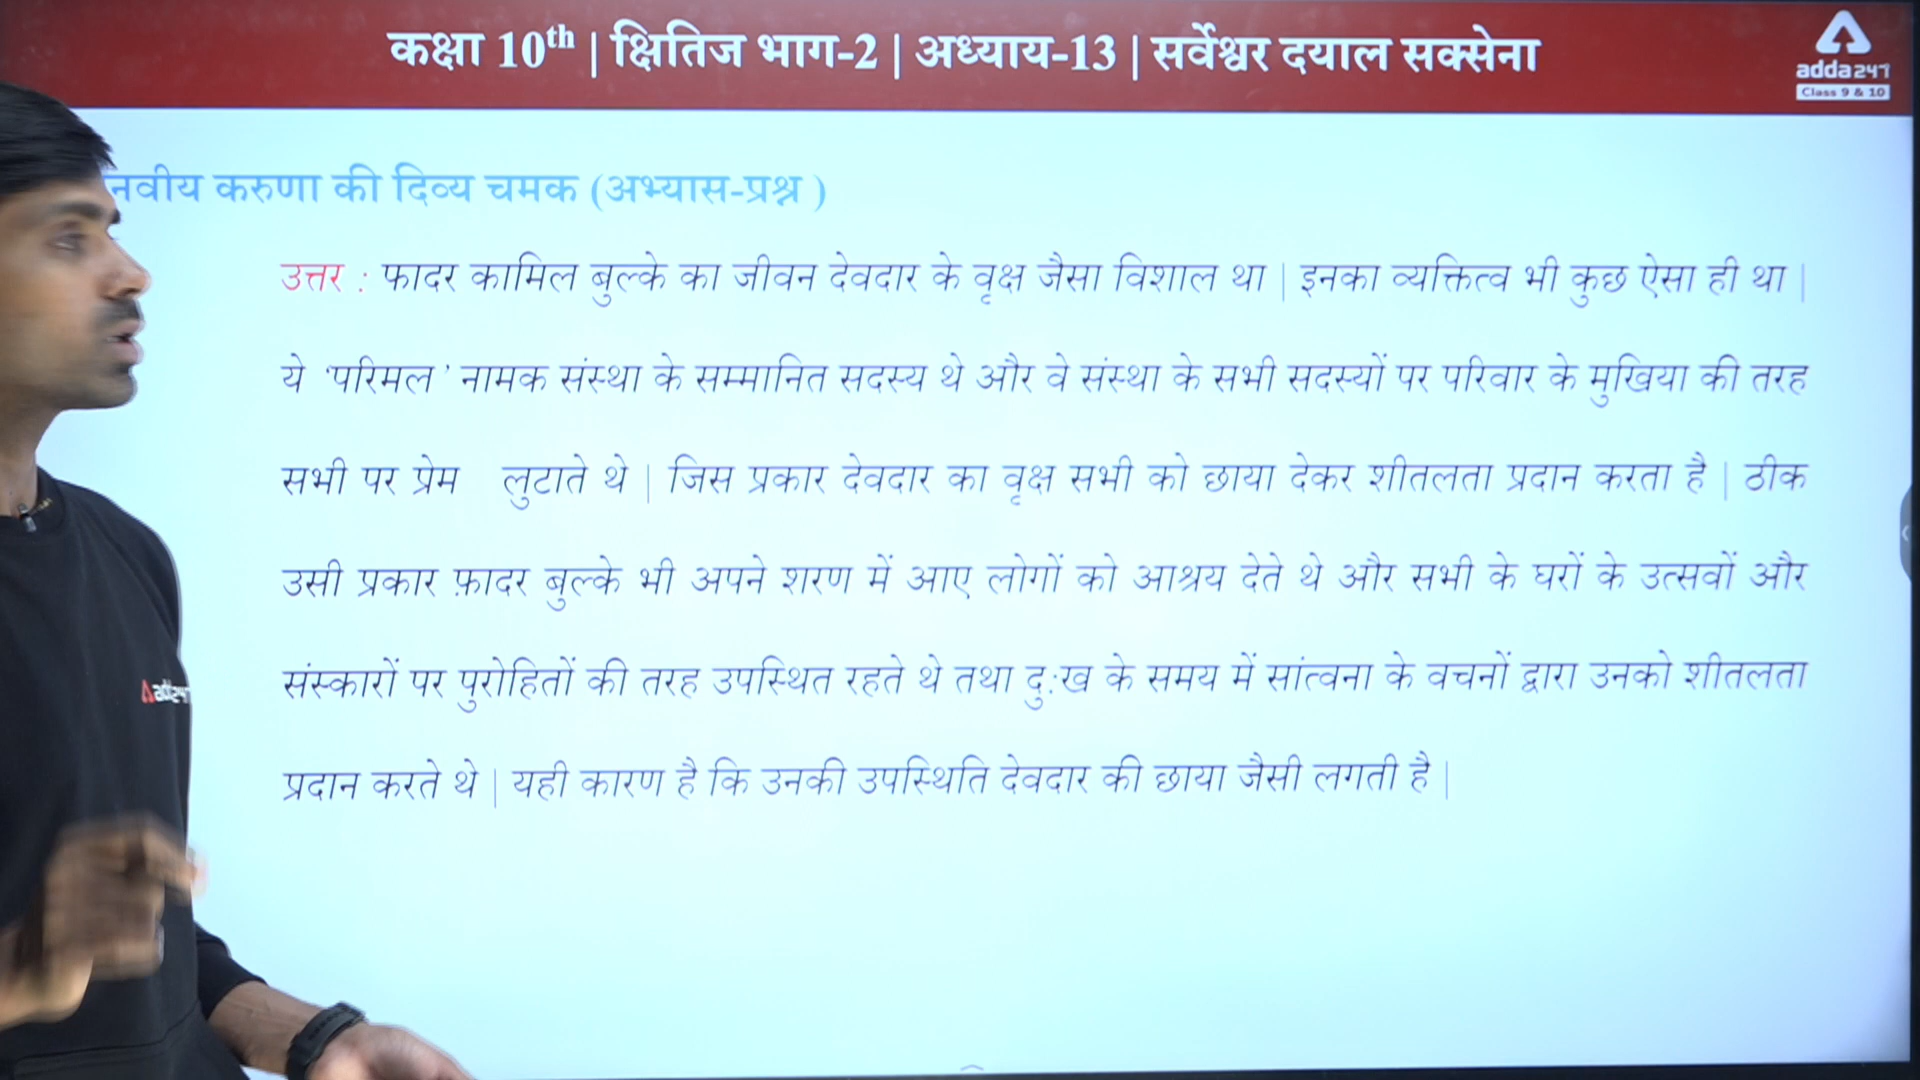 कक्षा 10th | क्षितिज भाग-2 | अध्याय-13 | सर्वेश्वर दयाल सक्सेना
adda247
Class 9 & 10
करुणा की दिव्य चमक (अभ्यास-प्रश्न )
उत्तर : फादर कामिल बुल्के का जीवन देवदार के वृक्ष जैसा विशाल था | इनका व्यक्तित्व भी कुछ ऐसा ही था |
ये 'परिमल' नामक संस्था के सम्मानित सदस्य थे और वे संस्था के सभी सदस्यों पर परिवार के मुखिया की तरह
सभी पर प्रेम लुटाते थे | जिस प्रकार देवदार का वृक्ष सभी को छाया देकर शीतलता प्रदान करता है | ठीक
उसी प्रकार फ़ादर बुल्के भी अपने शरण में आए लोगों को आश्रय देते थे और सभी के घरों के उत्सवों और
संस्कारों पर पुरोहितों की तरह उपस्थित रहते थे तथा दु:ख के समय में सांत्वना के वचनों द्वारा उनको शीतलता
प्रदान करते थे | यही कारण है कि उनकी उपस्थिति देवदार की छाया जैसी लगती है |